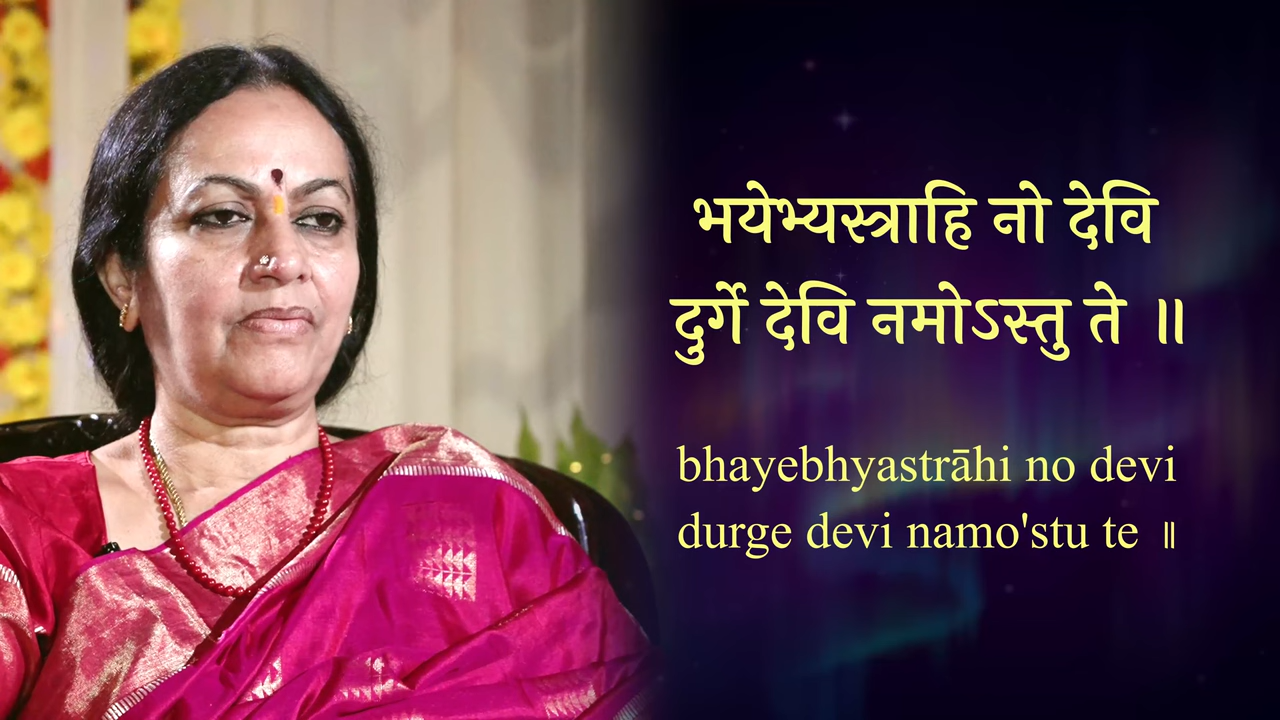 भयेभ्यस्त्राहि नो देवि
दुर्गे देवि नमोऽस्तु ते ॥
bhayebhyastrāhi no devi
durge devi namo'stu te ॥